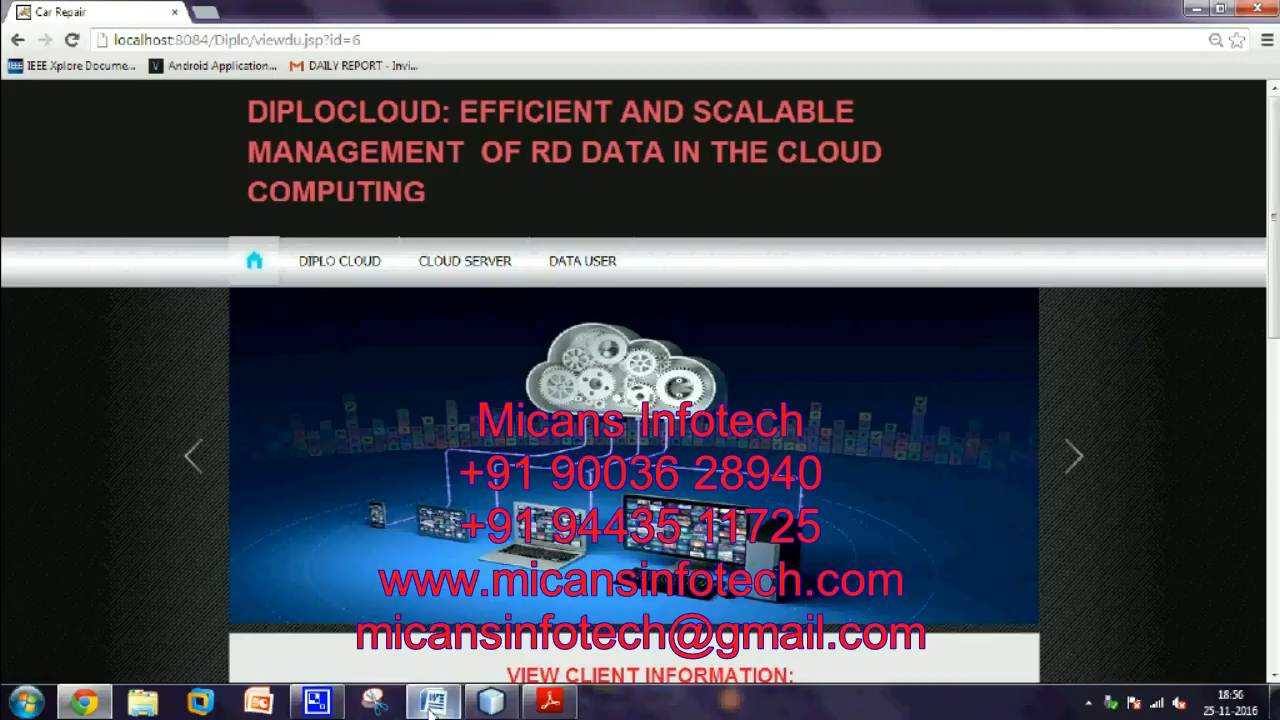 Car Repair
localhost:8084/Diplo/viewdu.jsp?id=6
IEEE Xplore Docume... Android Application... DAILY REPORT - Invi...
DIPLOCLOUD: EFFICIENT AND SCALABLE
MANAGEMENT OF RD DATA IN THE CLOUD
COMPUTING
DIPLO CLOUD CLOUD SERVER DATA USER
Micans Infotech
+91 90036 28940
+91 94435 11725
www.micansinfotech.com
micansinfotech@gmail.com
VIEW CLIENT INFORMATION:
18:56
25-11-2016